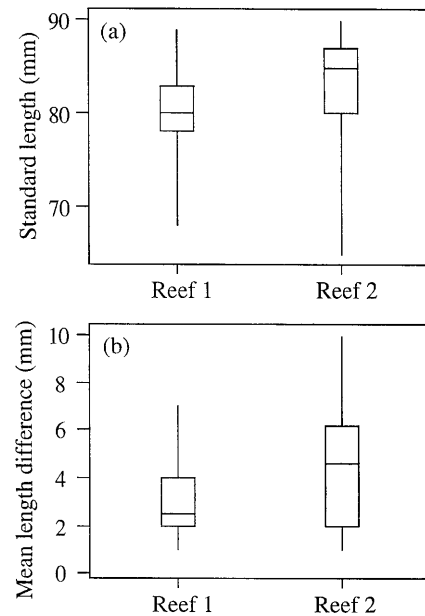 (a)
Standard length (mm)
90
80
70
Reef 1 Reef 2
(b)
Mean length difference (mm)
10
8
6
4
2
0
Reef 1 Reef 2